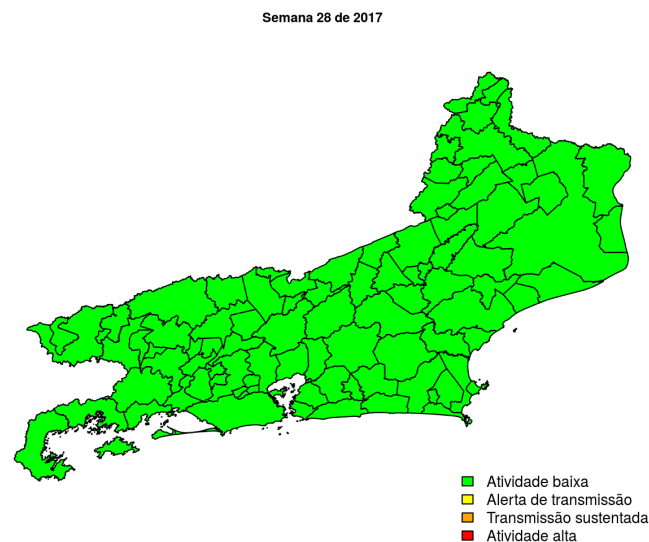 Semana 28 de 2017
Atividade baixa
Alerta de transmissão
Transmissão sustentada
Atividade alta